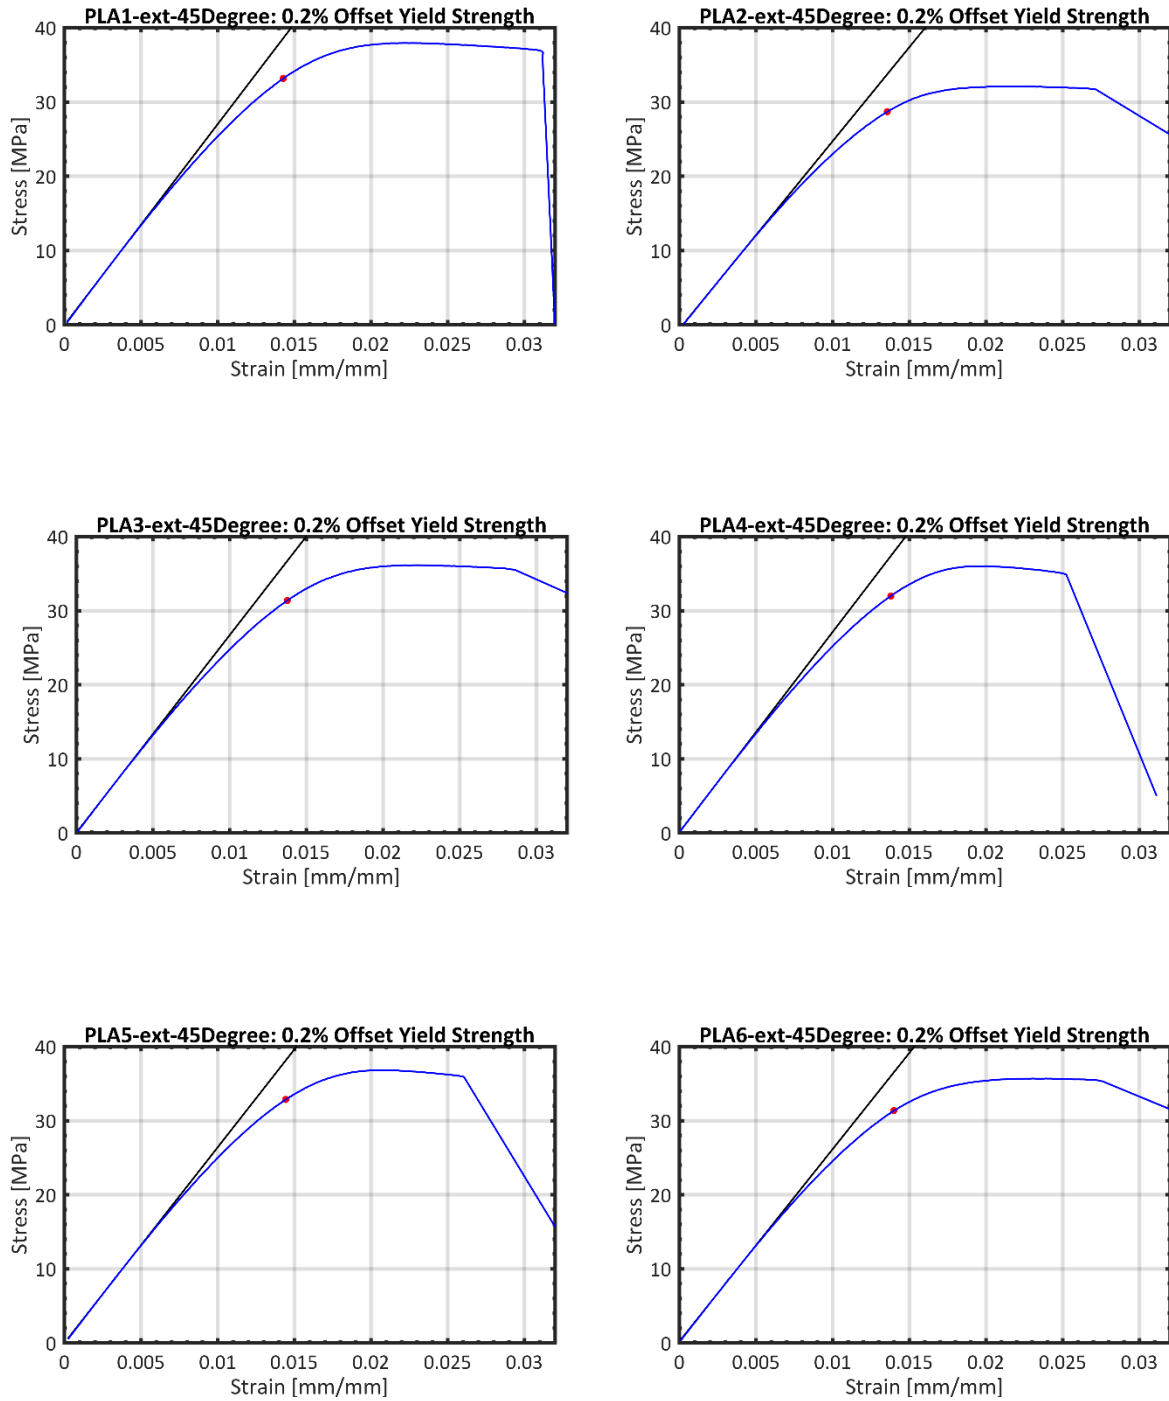 PLA1-ext-45Degree: 0.2% Offset Yield Strength
40
30
20
10
0
Stress [MPa]
0 0.005 0.01 0.015 0.02 0.025 0.03
Strain [mm/mm]
PLA2-ext-45Degree: 0.2% Offset Yield Strength
40
30
20
10
0
Stress [MPa]
0 0.005 0.01 0.015 0.02 0.025 0.03
Strain [mm/mm]
PLA3-ext-45Degree: 0.2% Offset Yield Strength
40
30
20
10
0
Stress [MPa]
0 0.005 0.01 0.015 0.02 0.025 0.03
Strain [mm/mm]
PLA4-ext-45Degree: 0.2% Offset Yield Strength
40
30
20
10
0
Stress [MPa]
0 0.005 0.01 0.015 0.02 0.025 0.03
Strain [mm/mm]
PLA5-ext-45Degree: 0.2% Offset Yield Strength
40
30
20
10
0
Stress [MPa]
0 0.005 0.01 0.015 0.02 0.025 0.03
Strain [mm/mm]
PLA6-ext-45Degree: 0.2% Offset Yield Strength
40
30
20
10
0
Stress [MPa]
0 0.005 0.01 0.015 0.02 0.025 0.03
Strain [mm/mm]